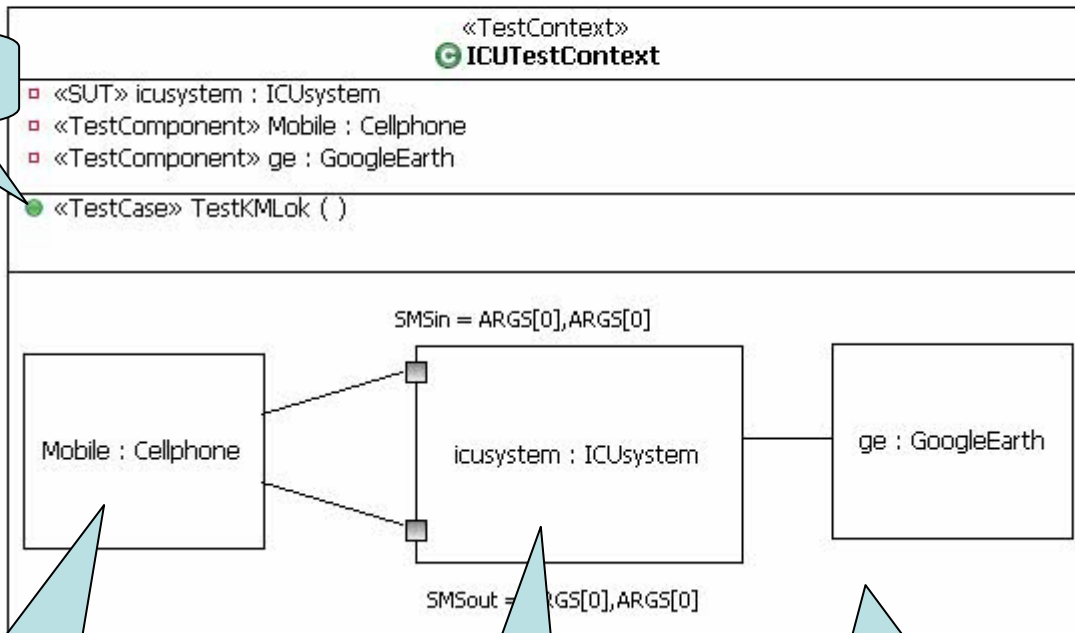 «TestContext»
ICUTestContext
«SUT» icusystem : ICUsystem
«TestComponent» Mobile : Cellphone
«TestComponent» ge : GoogleEarth
«TestCase» TestKMLok ( )
SMSin = ARGS[0],ARGS[0]
Mobile : Cellphone
icusystem : ICUsystem
ge : GoogleEarth
SMSout = RGS[0],ARGS[0]